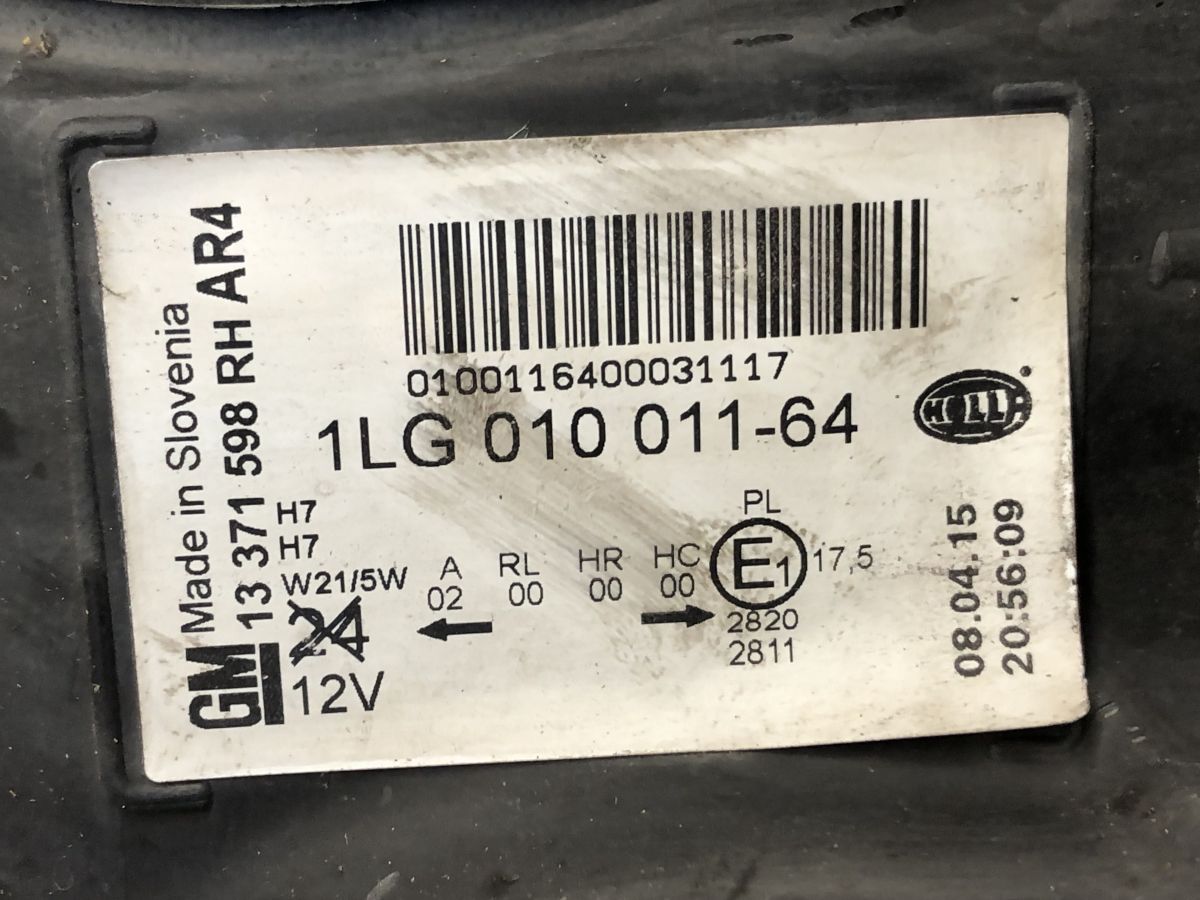 Made in Slovenia
GM 13 371 598 RH AR4
0100116400031117
1LG 010 011-64
HELLA
H7
H7
W21/5W
24
12V
A
02
RL
00
HR
00
HC
00
PL
E1
17,5
2820
2811
08.04.15
20:56:09